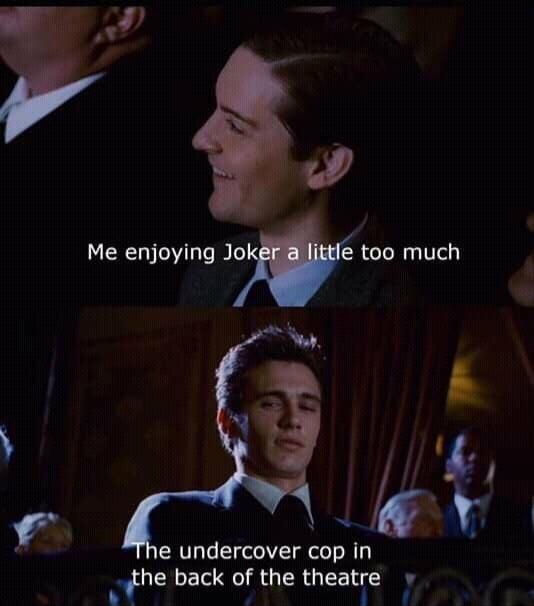 Me enjoying Joker a little too much
The undercover cop in
the back of the theatre